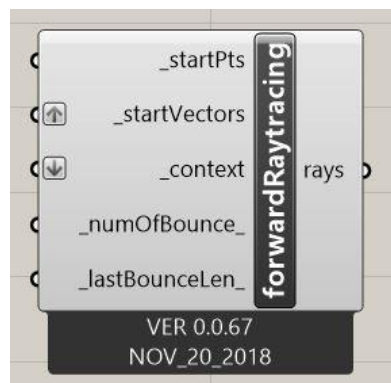 _startPts
_startVectors
_context
_numOfBounce_
_lastBounceLen_
forwardRaytracing
rays
VER 0.0.67
NOV_20_2018